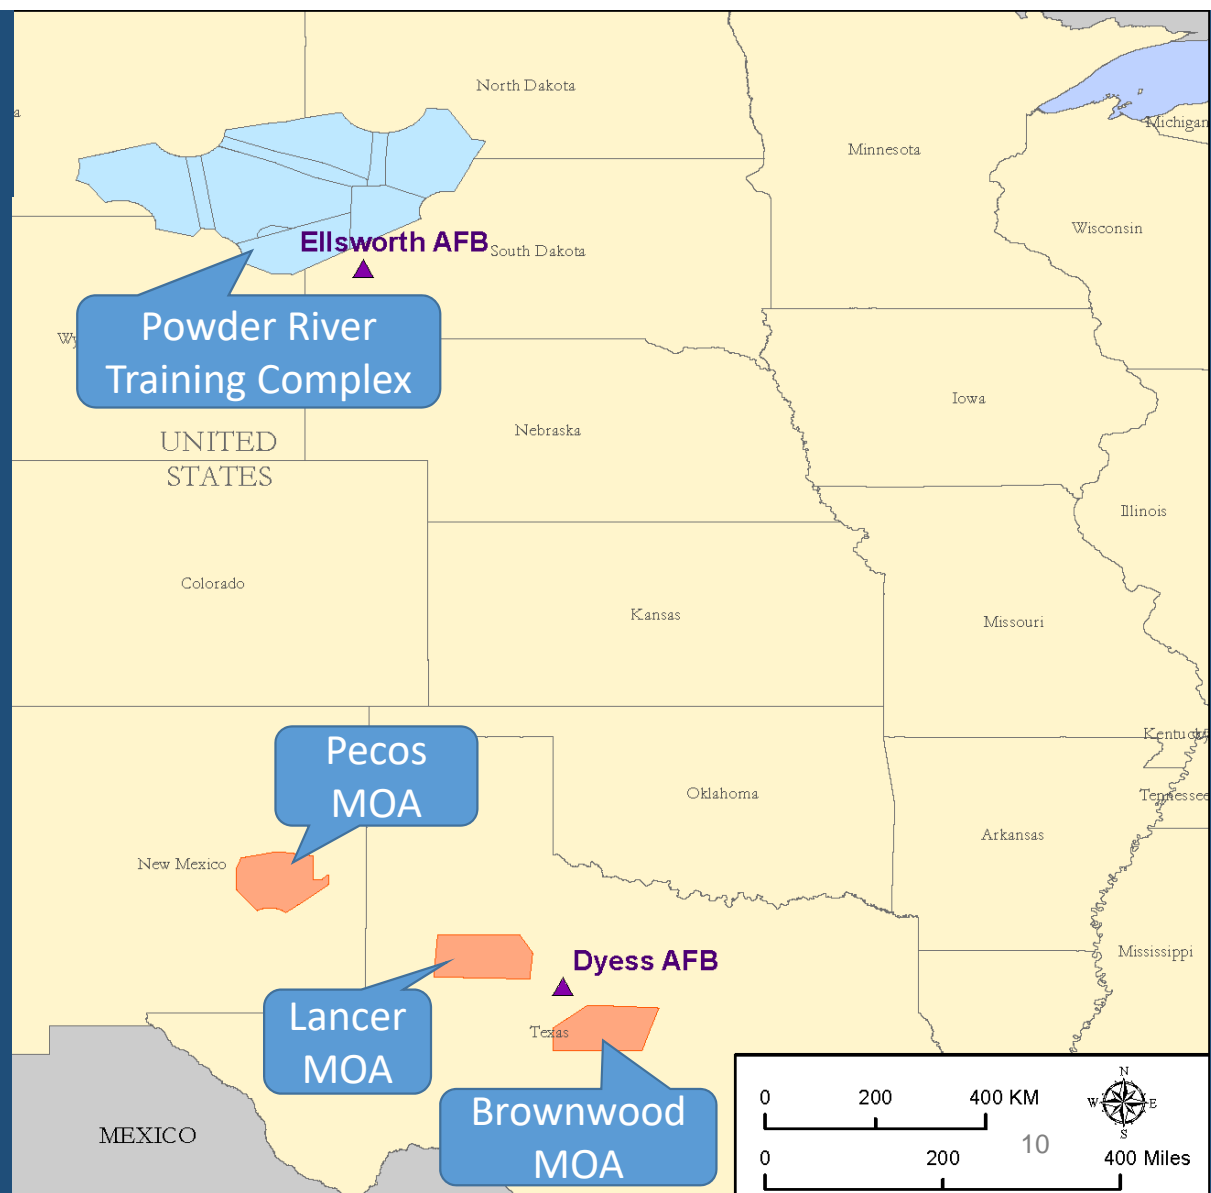 a
North Dakota
Minnesota
Michigan
Wisconsin
Ellsworth AFB
South Dakota
Wy
Powder River
Training Complex
Iowa
Nebraska
UNITED
STATES
Illinois
Colorado
Kansas
Missouri
Pecos
MOA
Kentucky
Oklahoma
Tennessee
Arkansas
New Mexico
Dyess AFB
Mississippi
Lancer
MOA
Texas
Brownwood
MOA
MEXICO
0 200 400 KM
N
W E
S
10
0 200 400 Miles